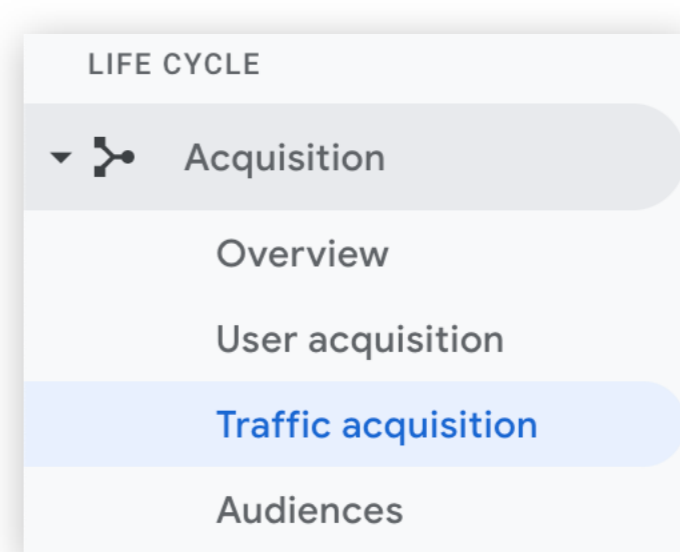 LIFE CYCLE
Acquisition
Overview
User acquisition
Traffic acquisition
Audiences